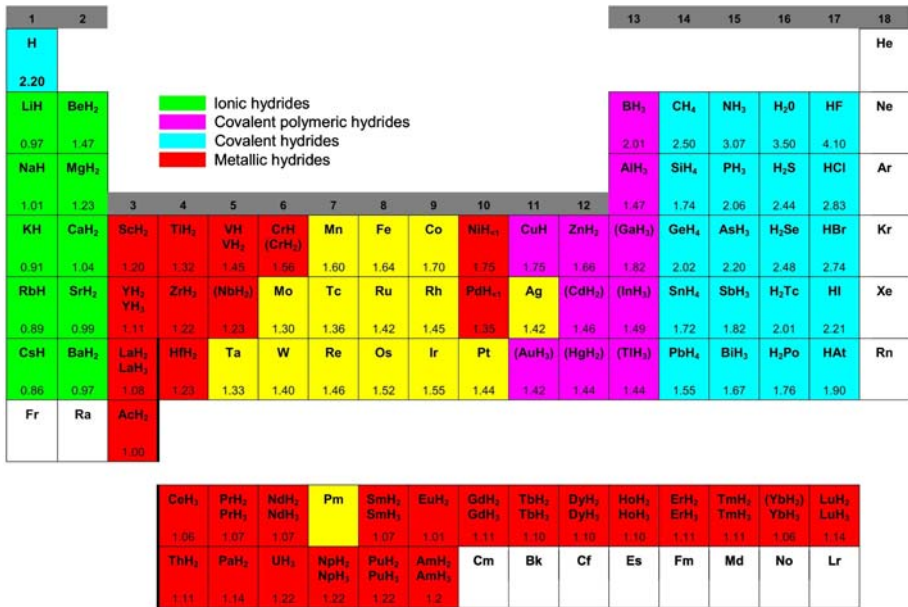 1 2 13 14 15 16 17 18
H He
2.20
LiH BeH₂ BH₃ CH₄ NH₃ H₂0 HF Ne
0.97 1.47 2.01 2.50 3.07 3.50 4.10
Ionic hydrides
Covalent polymeric hydrides
Covalent hydrides
Metallic hydrides
NaH MgH₂ AlH₃ SiH₄ PH₃ H₂S HCl Ar
1.01 1.23 1.47 1.74 2.06 2.44 2.83
3 4 5 6 7 8 9 10 11 12
KH CaH₂ ScH₂ TiH₂ VH CrH Mn Fe Co NiH<1 CuH ZnH₂ (GaH₃) GeH₄ AsH₃ H₂Se HBr Kr
VH₂ (CrH₂)
0.91 1.04 1.20 1.32 1.45 1.56 1.60 1.64 1.70 1.75 1.75 1.66 1.82 2.02 2.20 2.48 2.74
RbH SrH₂ YH₂ ZrH₂ (NbH₂) Mo Tc Ru Rh PdH<1 Ag (CdH₂) (InH₃) SnH₄ SbH₃ H₂Tc HI Xe
YH₃
0.89 0.99 1.11 1.22 1.23 1.30 1.36 1.42 1.45 1.35 1.42 1.46 1.49 1.72 1.82 2.01 2.21
CsH BaH₂ LaH₂ HfH₂ Ta W Re Os Ir Pt (AuH₃) (HgH₂) (TlH₃) PbH₄ BiH₃ H₂Po HAt Rn
LaH₃
0.86 0.97 1.08 1.23 1.33 1.40 1.46 1.52 1.55 1.44 1.42 1.44 1.44 1.55 1.67 1.76 1.90
Fr Ra AcH₂
1.00
CeH₃ PrH₂ NdH₂ Pm SmH₂ EuH₂ GdH₂ TbH₂ DyH₂ HoH₂ ErH₂ TmH₂ (YbH₂) LuH₂
PrH₃ NdH₃ SmH₃ GdH₃ TbH₃ DyH₃ HoH₃ ErH₃ TmH₃ YbH₃ LuH₃
1.06 1.07 1.07 1.07 1.01 1.11 1.10 1.10 1.10 1.11 1.11 1.06 1.14
ThH₂ PaH₂ UH₃ NpH₂ PuH₂ AmH₂ Cm Bk Cf Es Fm Md No Lr
NpH₃ PuH₃ AmH₃
1.11 1.14 1.22 1.22 1.22 1.2